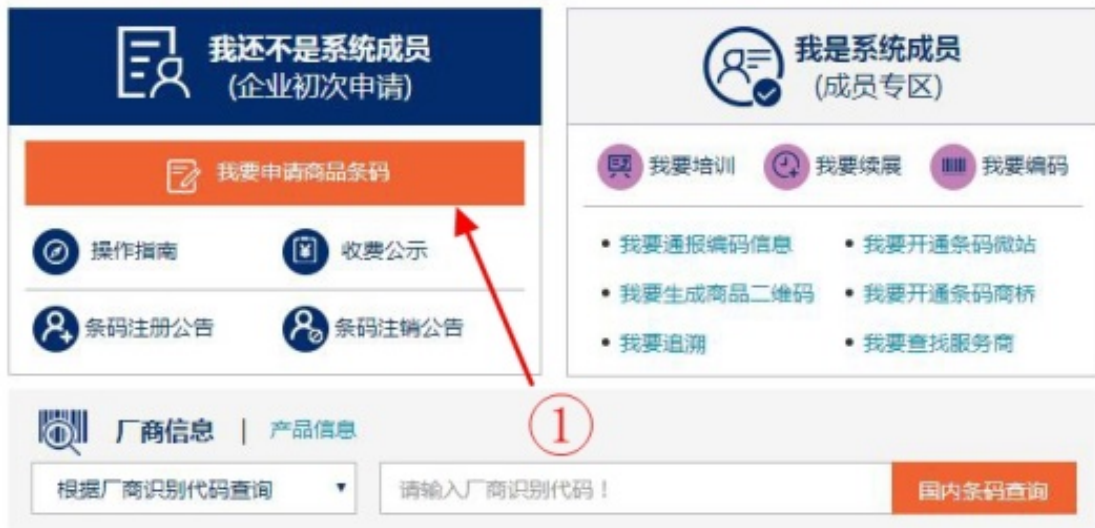 我还不是系统成员
(企业初次申请)
我要申请商品条码
操作指南
收费公示
条码注册公告
条码注销公告
我是系统成员
(成员专区)
我要培训
我要续展
我要编码
• 我要通报编码信息
• 我要开通条码微站
• 我要生成商品二维码
• 我要开通条码商桥
• 我要追溯
• 我要查找服务商
①
厂商信息 | 产品信息
根据厂商识别代码查询 ▼
请输入厂商识别代码！
国内条码查询